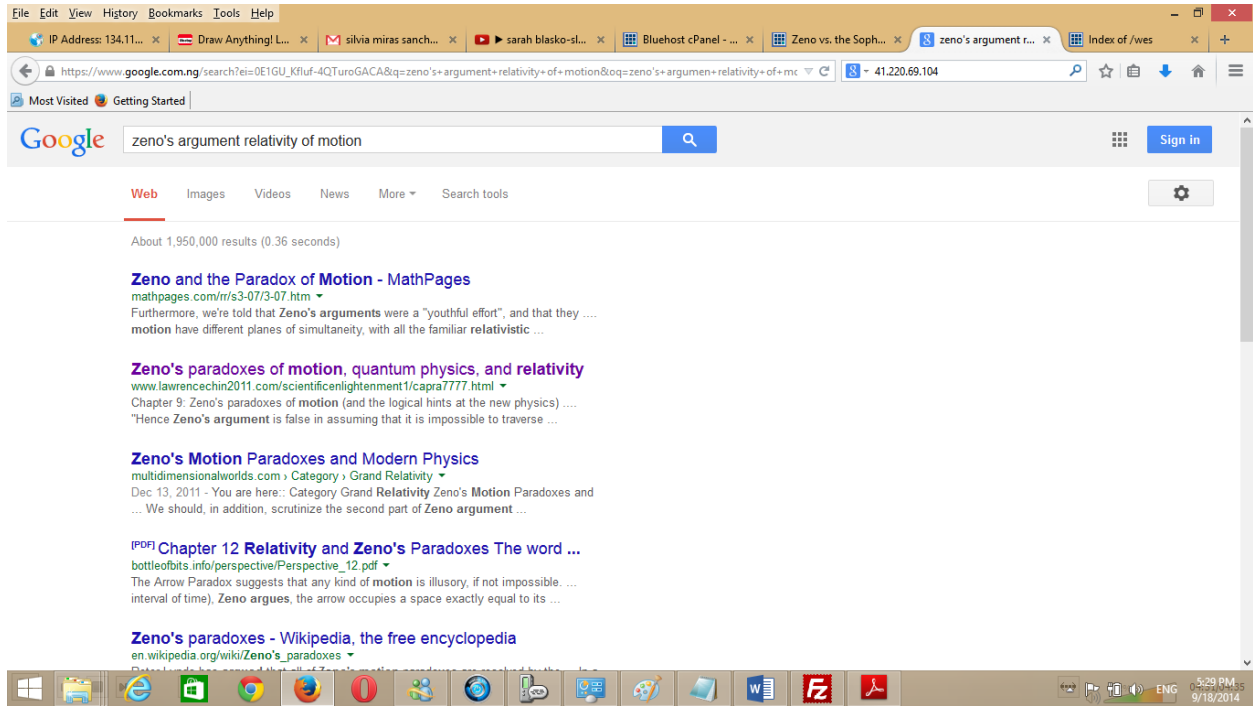 File Edit View History Bookmarks Tools Help
IP Address: 134.11... × Draw Anything! L... × silvia miras sanch... × ► sarah blasko-sl... × Bluehost cPanel - ... × Zeno vs. the Soph... × zeno's argument r... × Index of /wes × +
https://www.google.com.ng/search?ei=0E1GU_Kfluf-4QTuroGACA&q=zeno's+argument+relativity+of+motion&oq=zeno's+argumen+relativity+of+mc 8 41.220.69.104
Most Visited Getting Started
Google zeno's argument relativity of motion Sign in
Web Images Videos News More Search tools
About 1,950,000 results (0.36 seconds)
Zeno and the Paradox of Motion - MathPages
mathpages.com/rr/s3-07/3-07.htm
Furthermore, we're told that Zeno's arguments were a "youthful effort", and that they ....
motion have different planes of simultaneity, with all the familiar relativistic ...
Zeno's paradoxes of motion, quantum physics, and relativity
www.lawrencechin2011.com/scientificenlightenment1/capra7777.html
Chapter 9: Zeno's paradoxes of motion (and the logical hints at the new physics) ....
"Hence Zeno's argument is false in assuming that it is impossible to traverse ...
Zeno's Motion Paradoxes and Modern Physics
multidimensionalworlds.com › Category › Grand Relativity
Dec 13, 2011 - You are here:: Category Grand Relativity Zeno's Motion Paradoxes and
... We should, in addition, scrutinize the second part of Zeno argument ...
[PDF] Chapter 12 Relativity and Zeno's Paradoxes The word ...
bottleofbits.info/perspective/Perspective_12.pdf
The Arrow Paradox suggests that any kind of motion is illusory, if not impossible. ...
interval of time), Zeno argues, the arrow occupies a space exactly equal to its ...
Zeno's paradoxes - Wikipedia, the free encyclopedia
en.wikipedia.org/wiki/Zeno's_paradoxes
ENG 5:29 PM
9/18/2014